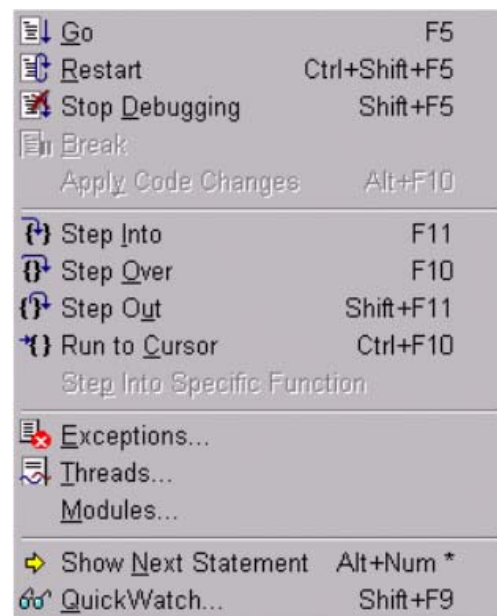 Go F5
Restart Ctrl+Shift+F5
Stop Debugging Shift+F5
Break
Apply Code Changes Alt+F10
Step Into F11
Step Over F10
Step Out Shift+F11
Run to Cursor Ctrl+F10
Step Into Specific Function
Exceptions...
Threads...
Modules...
Show Next Statement Alt+Num *
QuickWatch... Shift+F9